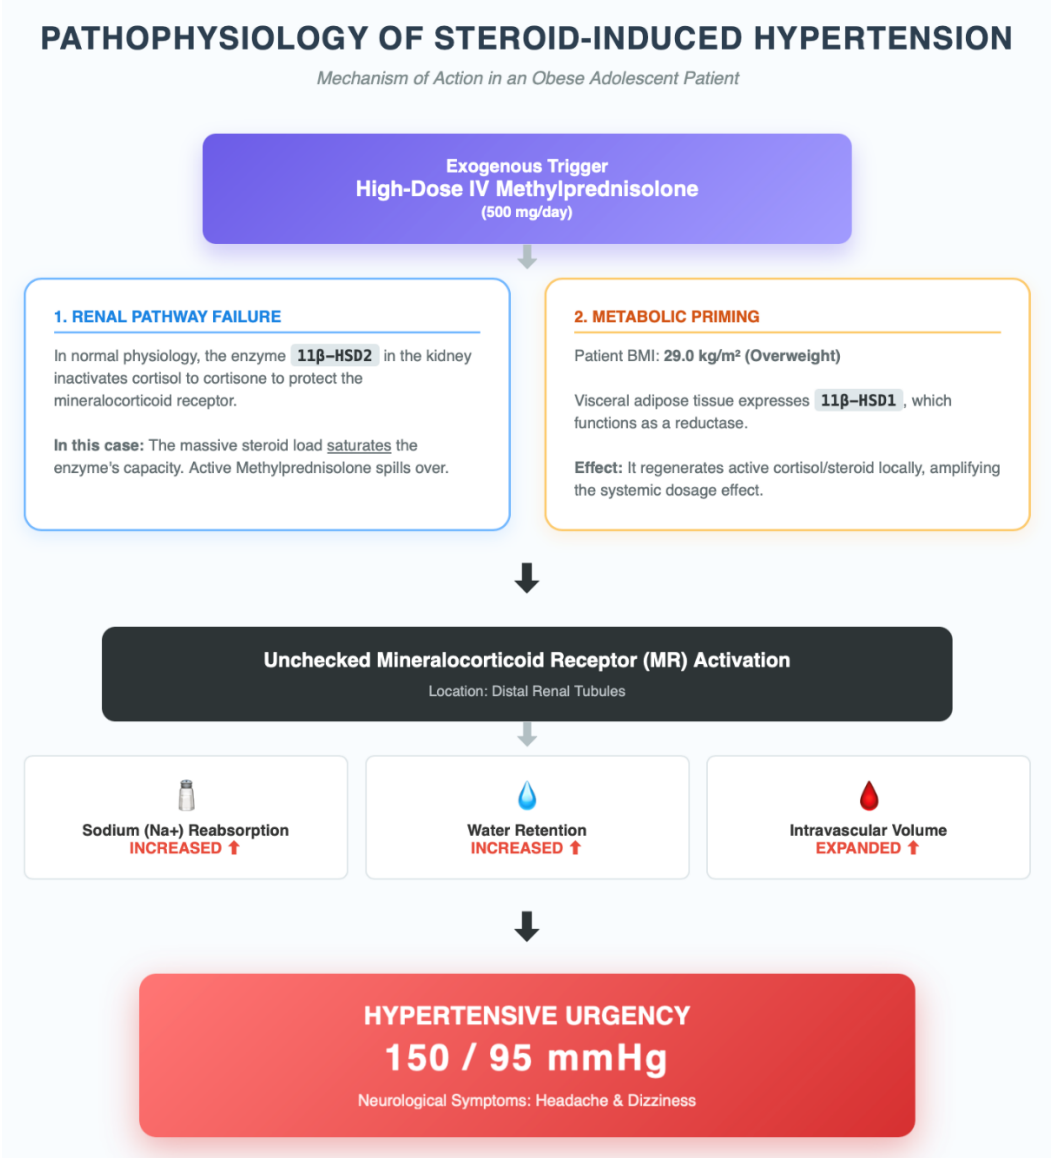 PATHOPHYSIOLOGY OF STEROID-INDUCED HYPERTENSION
Mechanism of Action in an Obese Adolescent Patient
Exogenous Trigger
High-Dose IV Methylprednisolone
(500 mg/day)
1. RENAL PATHWAY FAILURE
In normal physiology, the enzyme 11β-HSD2 in the kidney
inactivates cortisol to cortisone to protect the
mineralocorticoid receptor.
In this case: The massive steroid load saturates the
enzyme's capacity. Active Methylprednisolone spills over.
2. METABOLIC PRIMING
Patient BMI: 29.0 kg/m² (Overweight)
Visceral adipose tissue expresses 11β-HSD1, which
functions as a reductase.
Effect: It regenerates active cortisol/steroid locally, amplifying
the systemic dosage effect.
Unchecked Mineralocorticoid Receptor (MR) Activation
Location: Distal Renal Tubules
Sodium (Na+) Reabsorption
INCREASED ⬆
Water Retention
INCREASED ⬆
Intravascular Volume
EXPANDED ⬆
HYPERTENSIVE URGENCY
150 / 95 mmHg
Neurological Symptoms: Headache & Dizziness